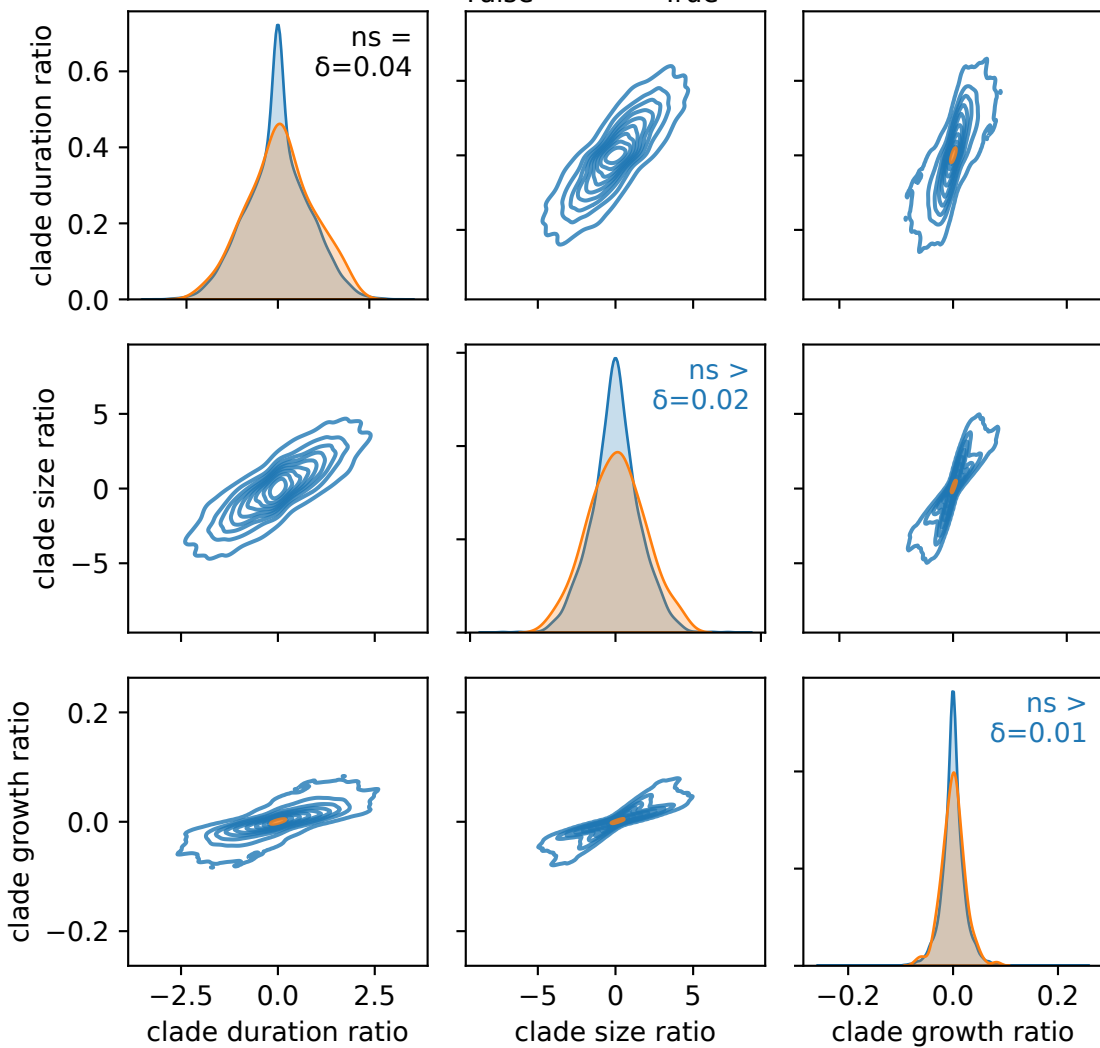 clade duration ratio
0.6
0.4
0.2
0.0
ns =
δ=0.04
clade size ratio
5
0
−5
ns >
δ=0.02
clade growth ratio
0.2
0.0
−0.2
ns >
δ=0.01
−2.5 0.0 2.5
−5 0 5
−0.2 0.0 0.2
clade duration ratio
clade size ratio
clade growth ratio